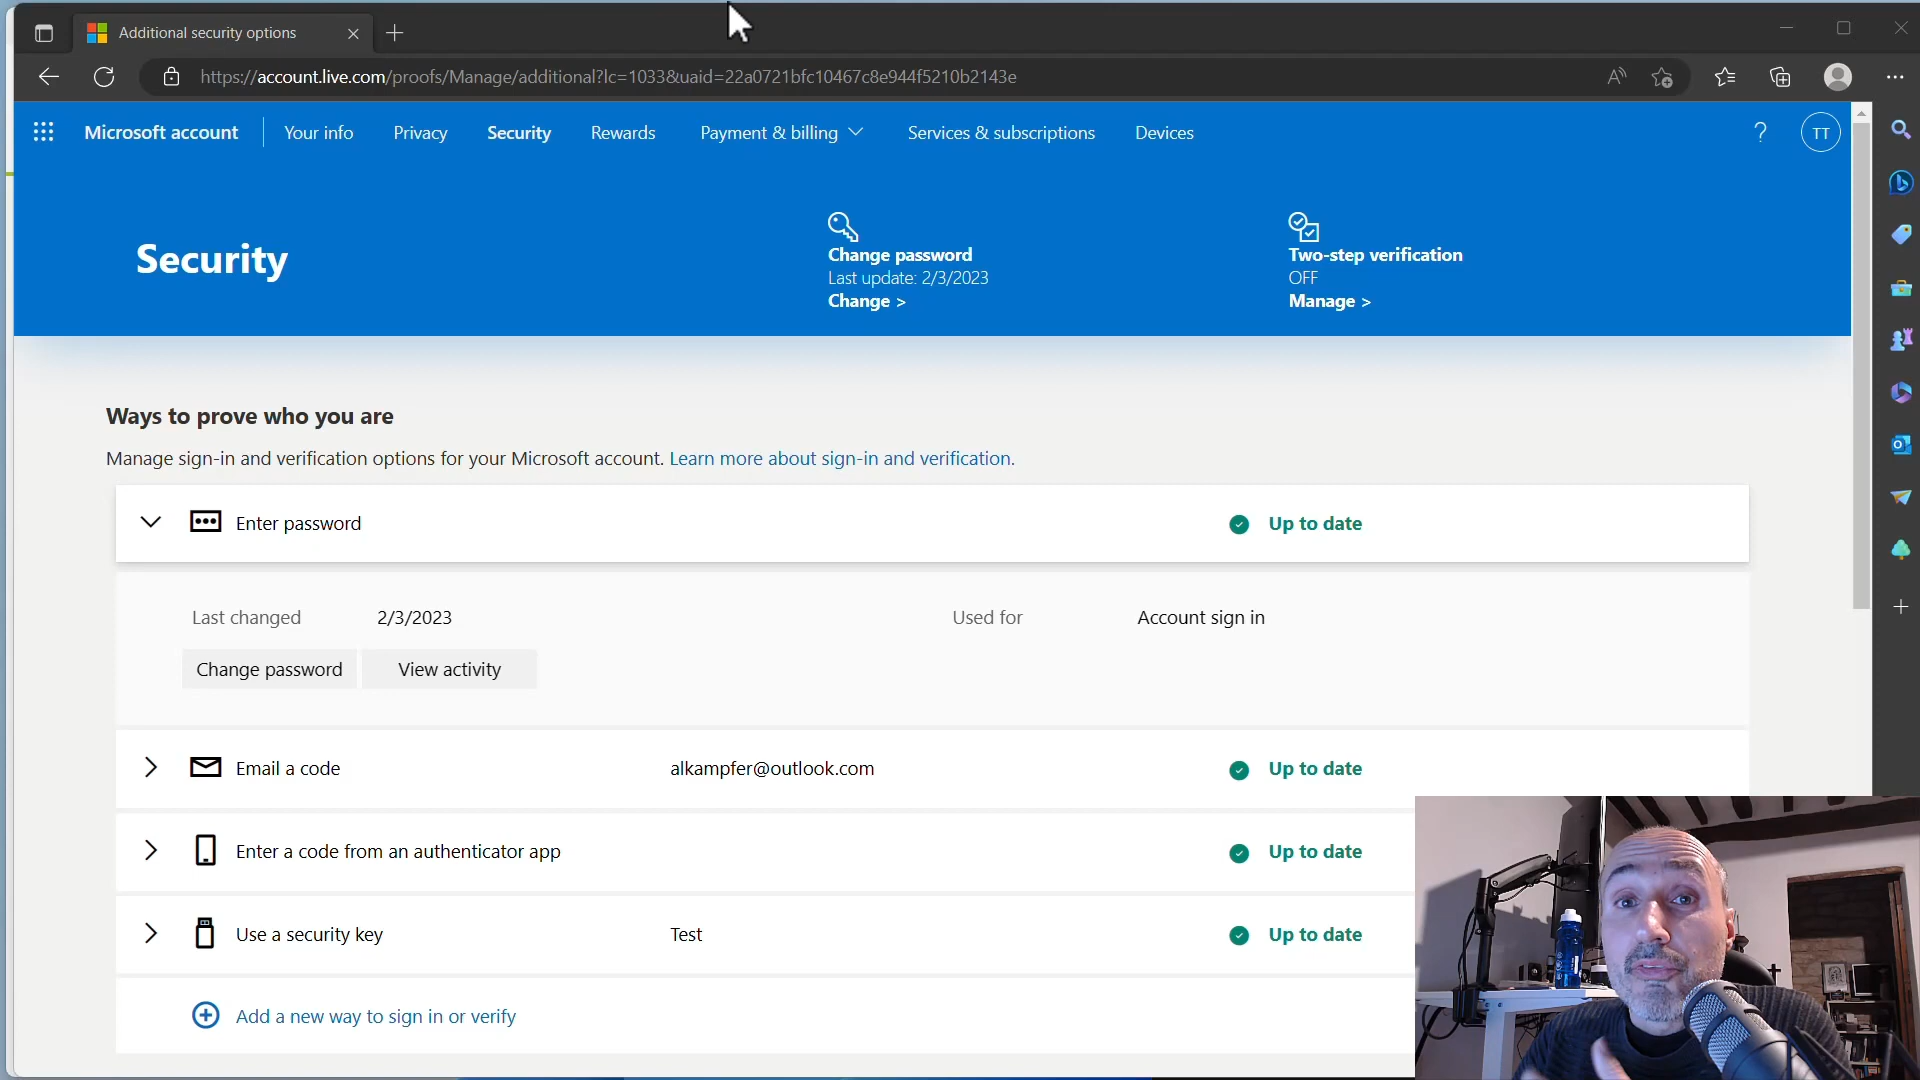 Additional security options
https://account.live.com/proofs/Manage/additional?lc=1033&uaid=22a0721bfc10467c8e944f5210b2143e
Microsoft account
Your info
Privacy
Security
Rewards
Payment & billing
Services & subscriptions
Devices
?
TT
Security
Change password
Last update: 2/3/2023
Change >
Two-step verification
OFF
Manage >
Ways to prove who you are
Manage sign-in and verification options for your Microsoft account. Learn more about sign-in and verification.
Enter password
Up to date
Last changed
2/3/2023
Used for
Account sign in
Change password
View activity
Email a code
alkampfer@outlook.com
Up to date
Enter a code from an authenticator app
Up to date
Use a security key
Test
Up to date
Add a new way to sign in or verify